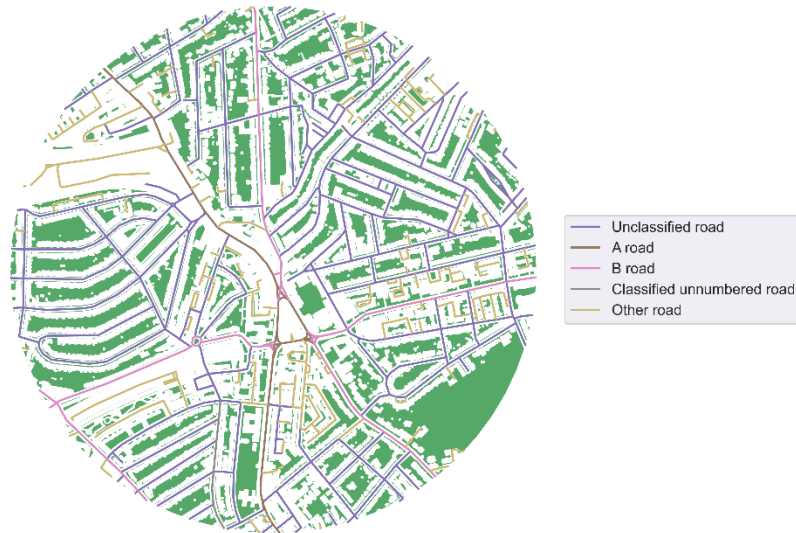 Unclassified road
A road
B road
Classified unnumbered road
Other road